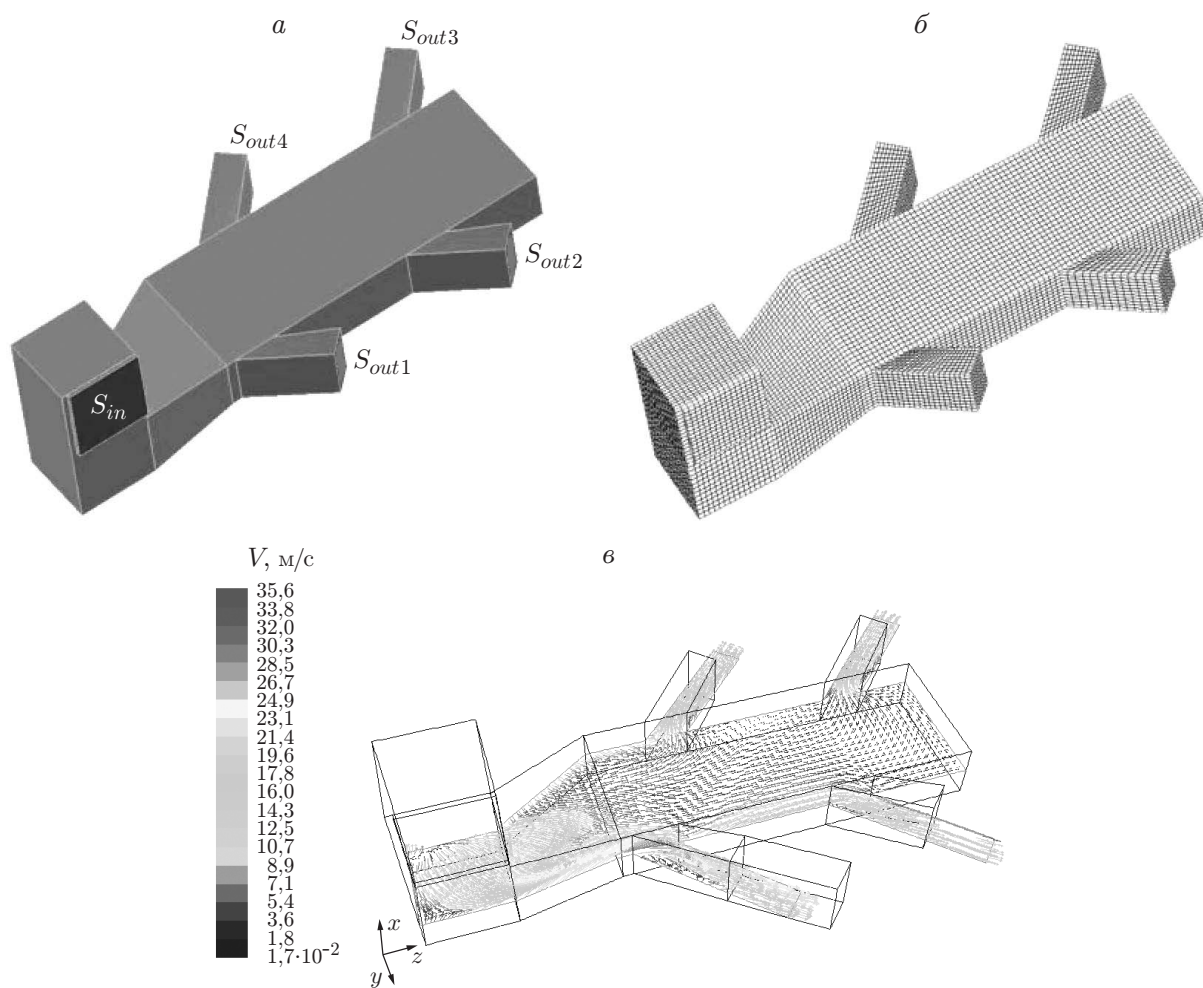 а
б
S_out3
S_out4
S_out2
S_out1
S_in
V, м/с
в
35,6
33,8
32,0
30,3
28,5
26,7
24,9
23,1
21,4
19,6
17,8
16,0
14,3
12,5
10,7
8,9
7,1
5,4
3,6
1,8
1,7·10⁻²
x
z
y